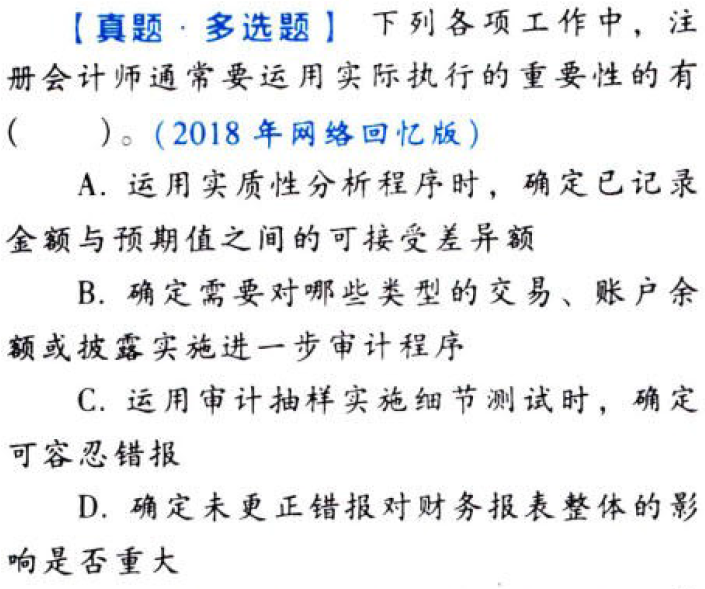 【真题·多选题】 下列各项工作中，注
册会计师通常要运用实际执行的重要性的有
(　　)。(2018 年网络回忆版)
A. 运用实质性分析程序时，确定已记录
金额与预期值之间的可接受差异额
B. 确定需要对哪些类型的交易、账户余
额或披露实施进一步审计程序
C. 运用审计抽样实施细节测试时，确定
可容忍错报
D. 确定未更正错报对财务报表整体的影
响是否重大